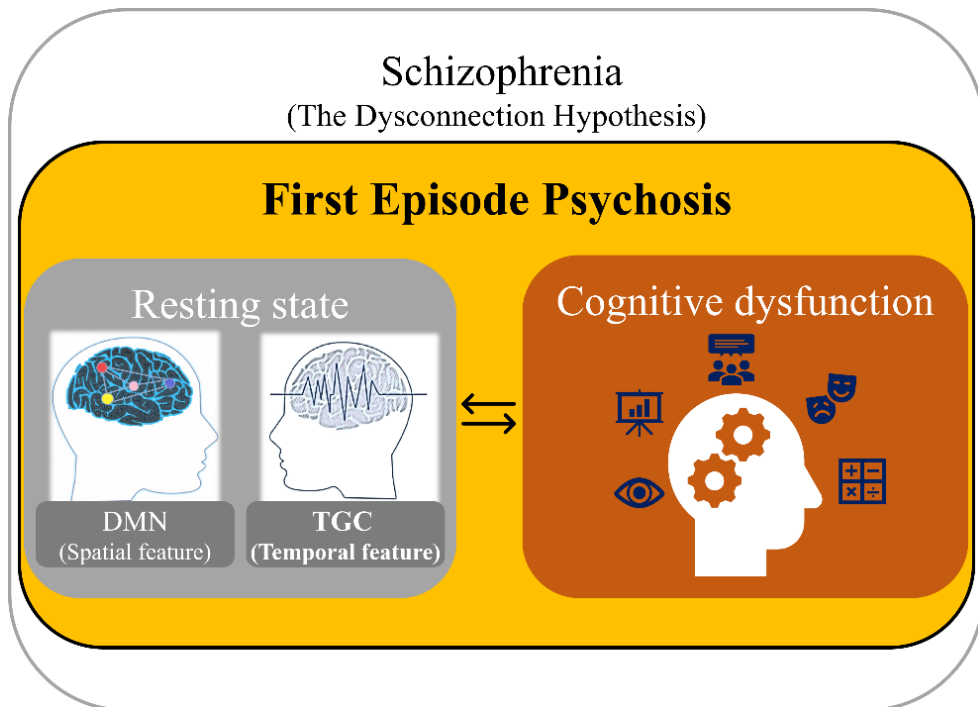 Schizophrenia
(The Dysconnection Hypothesis)
First Episode Psychosis
Resting state
DMN
(Spatial feature)
TGC
(Temporal feature)
Cognitive dysfunction